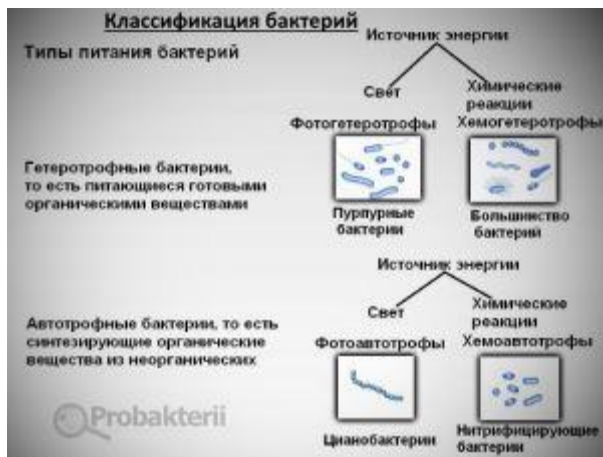 Классификация бактерий
Типы питания бактерий
Источник энергии
Свет
Химические
реакции
Фотогетеротрофы
Хемогетеротрофы
Гетеротрофные бактерии,
то есть питающиеся готовыми
органическими веществами
Пурпурные
бактерии
Большинство
бактерий
Источник энергии
Свет
Химические
реакции
Автотрофные бактерии, то есть
синтезирующие органические
вещества из неорганических
Фотоавтотрофы
Хемоавтотрофы
Probakterii
Цианобактерии
Нитрифицирующие
бактерии